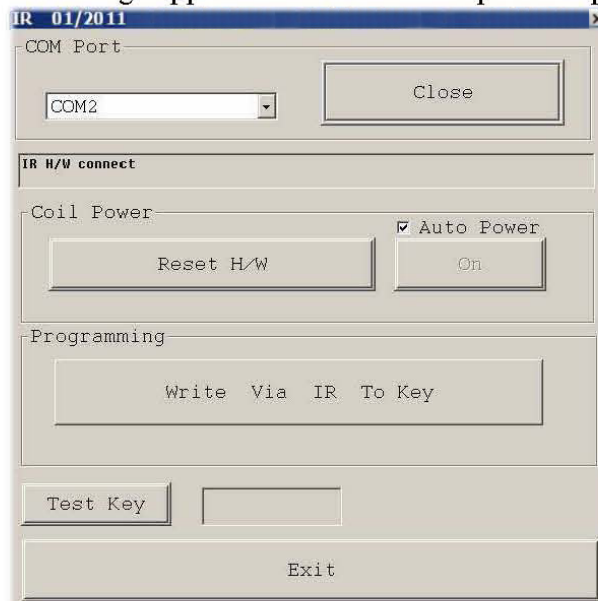 IR 01/2011
COM Port
COM2
Close
IR H/W connect
Coil Power
Auto Power
Reset H/W
On
Programming
Write Via IR To Key
Test Key
Exit